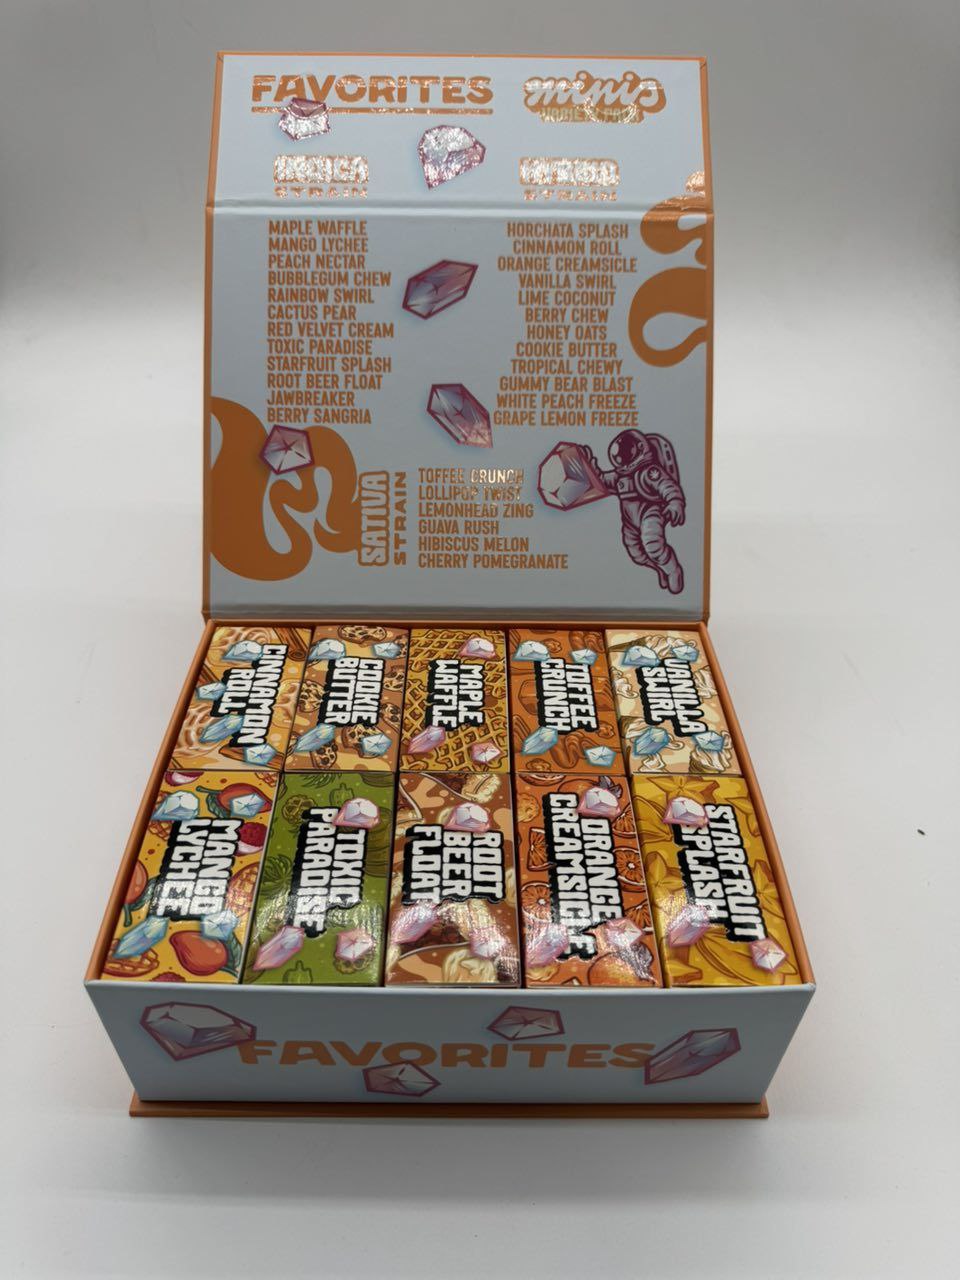 FAVORITES
minis
VARIETY PACK
INDICA
STRAIN
MAPLE WAFFLE
MANGO LYCHEE
PEACH NECTAR
BUBBLEGUM CHEW
RAINBOW SWIRL
CACTUS PEAR
RED VELVET CREAM
TOXIC PARADISE
STARFRUIT SPLASH
ROOT BEER FLOAT
JAWBREAKER
BERRY SANGRIA
HYBRID
STRAIN
HORCHATA SPLASH
CINNAMON ROLL
ORANGE CREAMSICLE
VANILLA SWIRL
LIME COCONUT
BERRY CHEW
HONEY OATS
COOKIE BUTTER
TROPICAL CHEWY
GUMMY BEAR BLAST
WHITE PEACH FREEZE
GRAPE LEMON FREEZE
SATIVA
STRAIN
TOFFEE CRUNCH
LOLLIPOP TWIST
LEMONHEAD ZING
GUAVA RUSH
HIBISCUS MELON
CHERRY POMEGRANATE
CINNAMON
ROLL
COOKIE
BUTTER
MAPLE
WAFFLE
TOFFEE
CRUNCH
VANILLA
SWIRL
MANGO
LYCHEE
TOXIC
PARADISE
ROOT
BEER
FLOAT
ORANGE
CREAMSICLE
STARFRUIT
SPLASH
FAVORITES